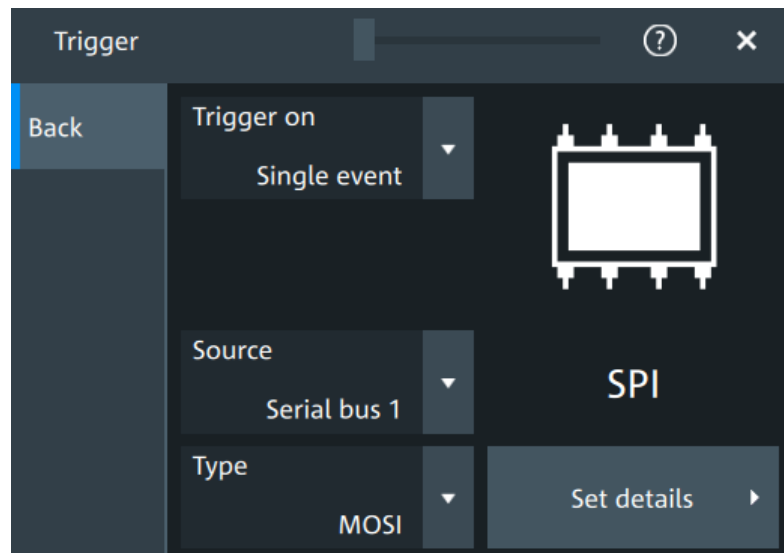 Trigger
Back
Trigger on
Single event
Source
Serial bus 1
SPI
Type
MOSI
Set details